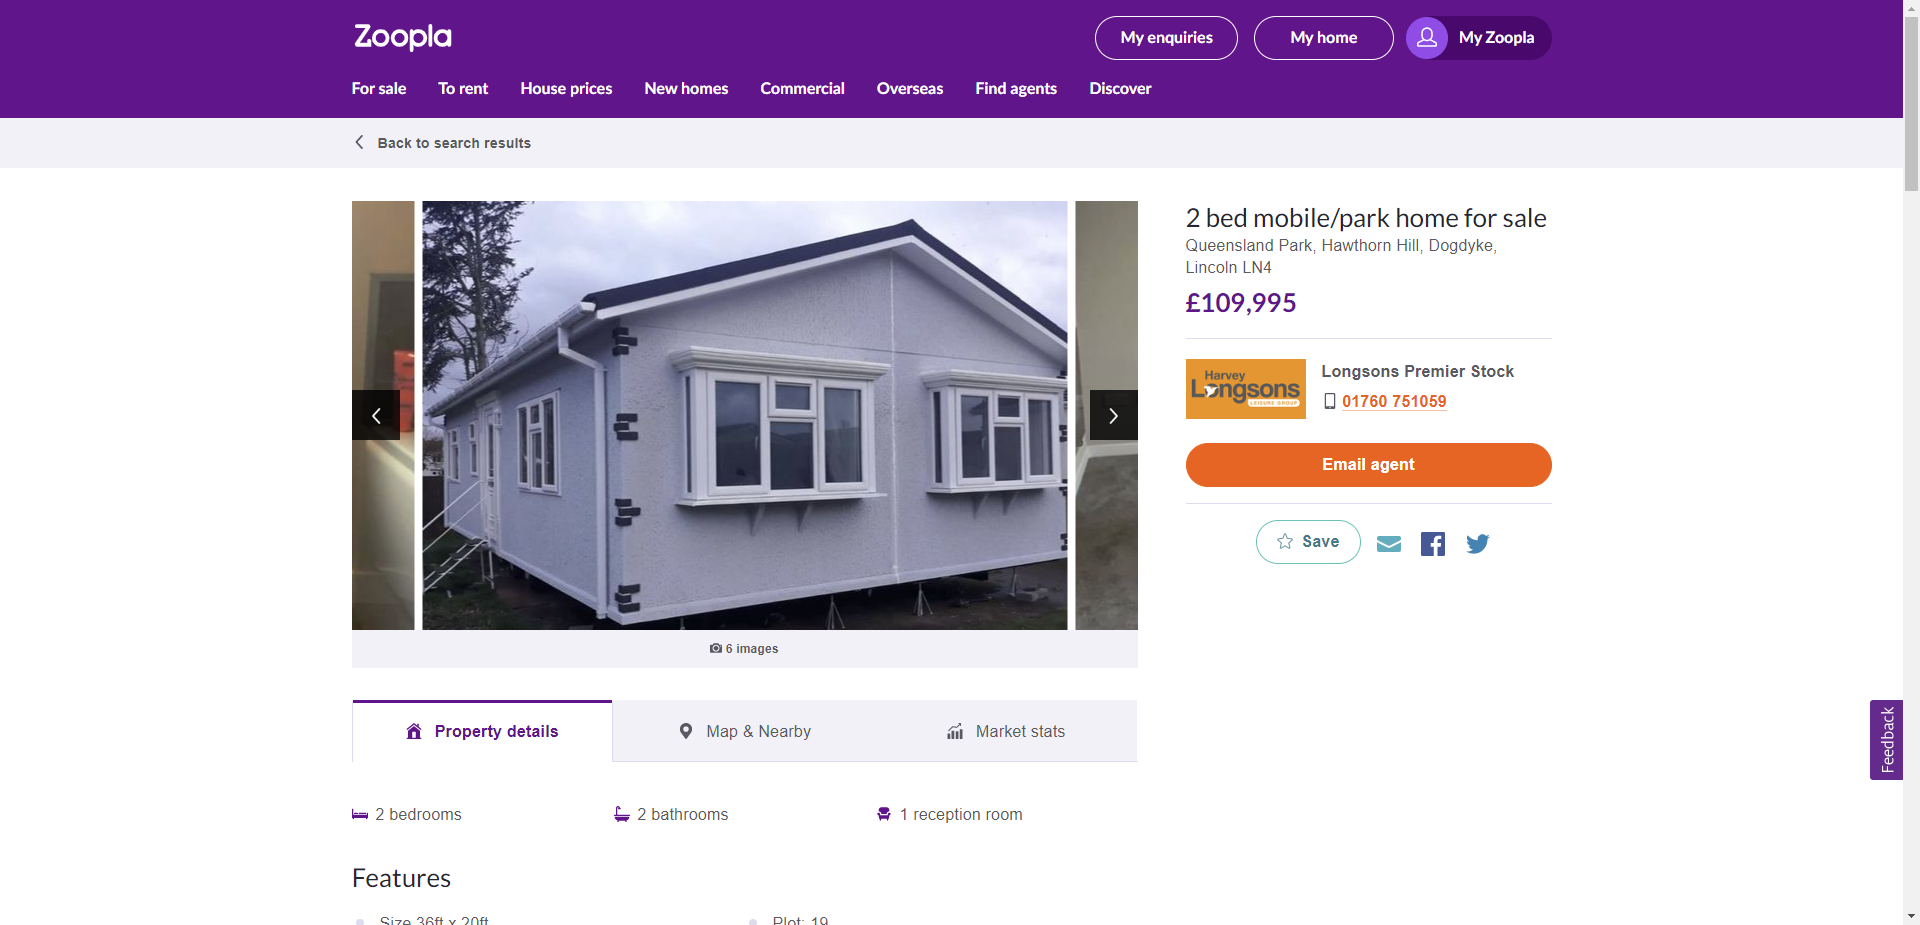 Zoopla
My enquiries
My home
My Zoopla
For sale
To rent
House prices
New homes
Commercial
Overseas
Find agents
Discover
Back to search results
2 bed mobile/park home for sale
Queensland Park, Hawthorn Hill, Dogdyke,
Lincoln LN4
£109,995
Harvey
Longsons
LEISURE GROUP
Longsons Premier Stock
01760 751059
Email agent
Save
6 images
Property details
Map & Nearby
Market stats
Feedback
2 bedrooms
2 bathrooms
1 reception room
Features
Size 36ft x 20ft
Plot: 19